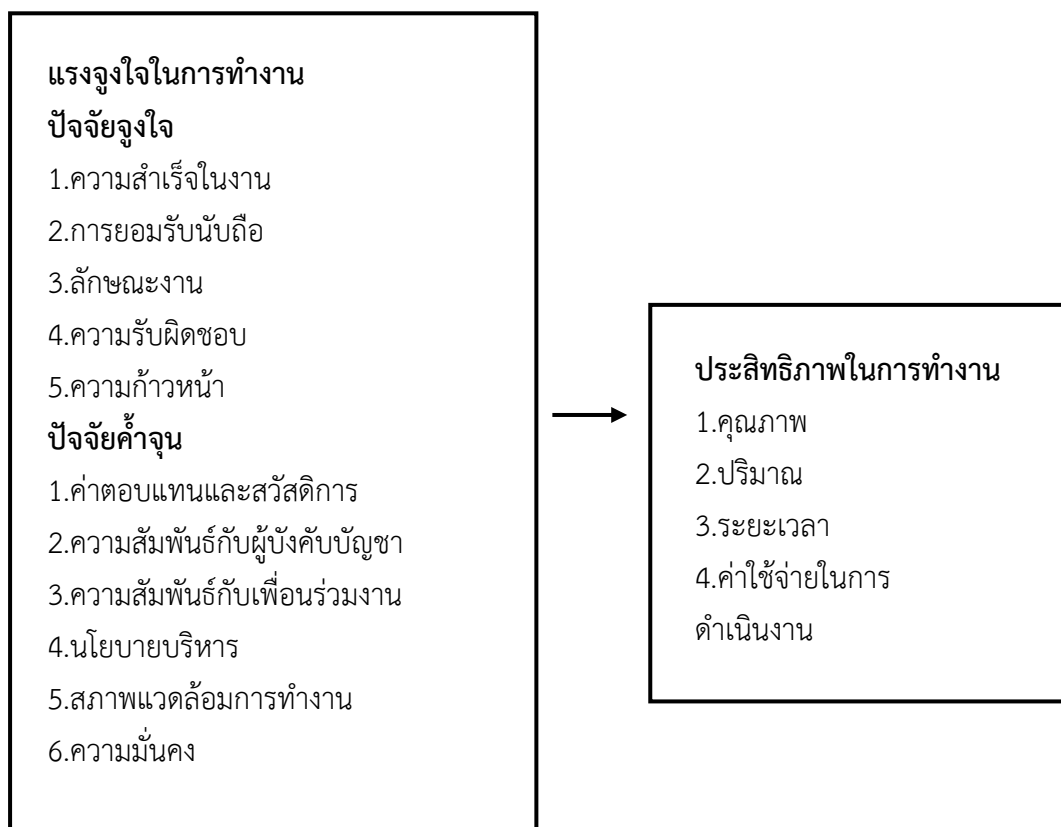 แรงจูงใจในการทำงาน
ปัจจัยจูงใจ
1.ความสำเร็จในงาน
2.การยอมรับนับถือ
3.ลักษณะงาน
4.ความรับผิดชอบ
5.ความก้าวหน้า
ปัจจัยค้ำจุน
1.ค่าตอบแทนและสวัสดิการ
2.ความสัมพันธ์กับผู้บังคับบัญชา
3.ความสัมพันธ์กับเพื่อนร่วมงาน
4.นโยบายบริหาร
5.สภาพแวดล้อมการทำงาน
6.ความมั่นคง
ประสิทธิภาพในการทำงาน
1.คุณภาพ
2.ปริมาณ
3.ระยะเวลา
4.ค่าใช้จ่ายในการ
ดำเนินงาน